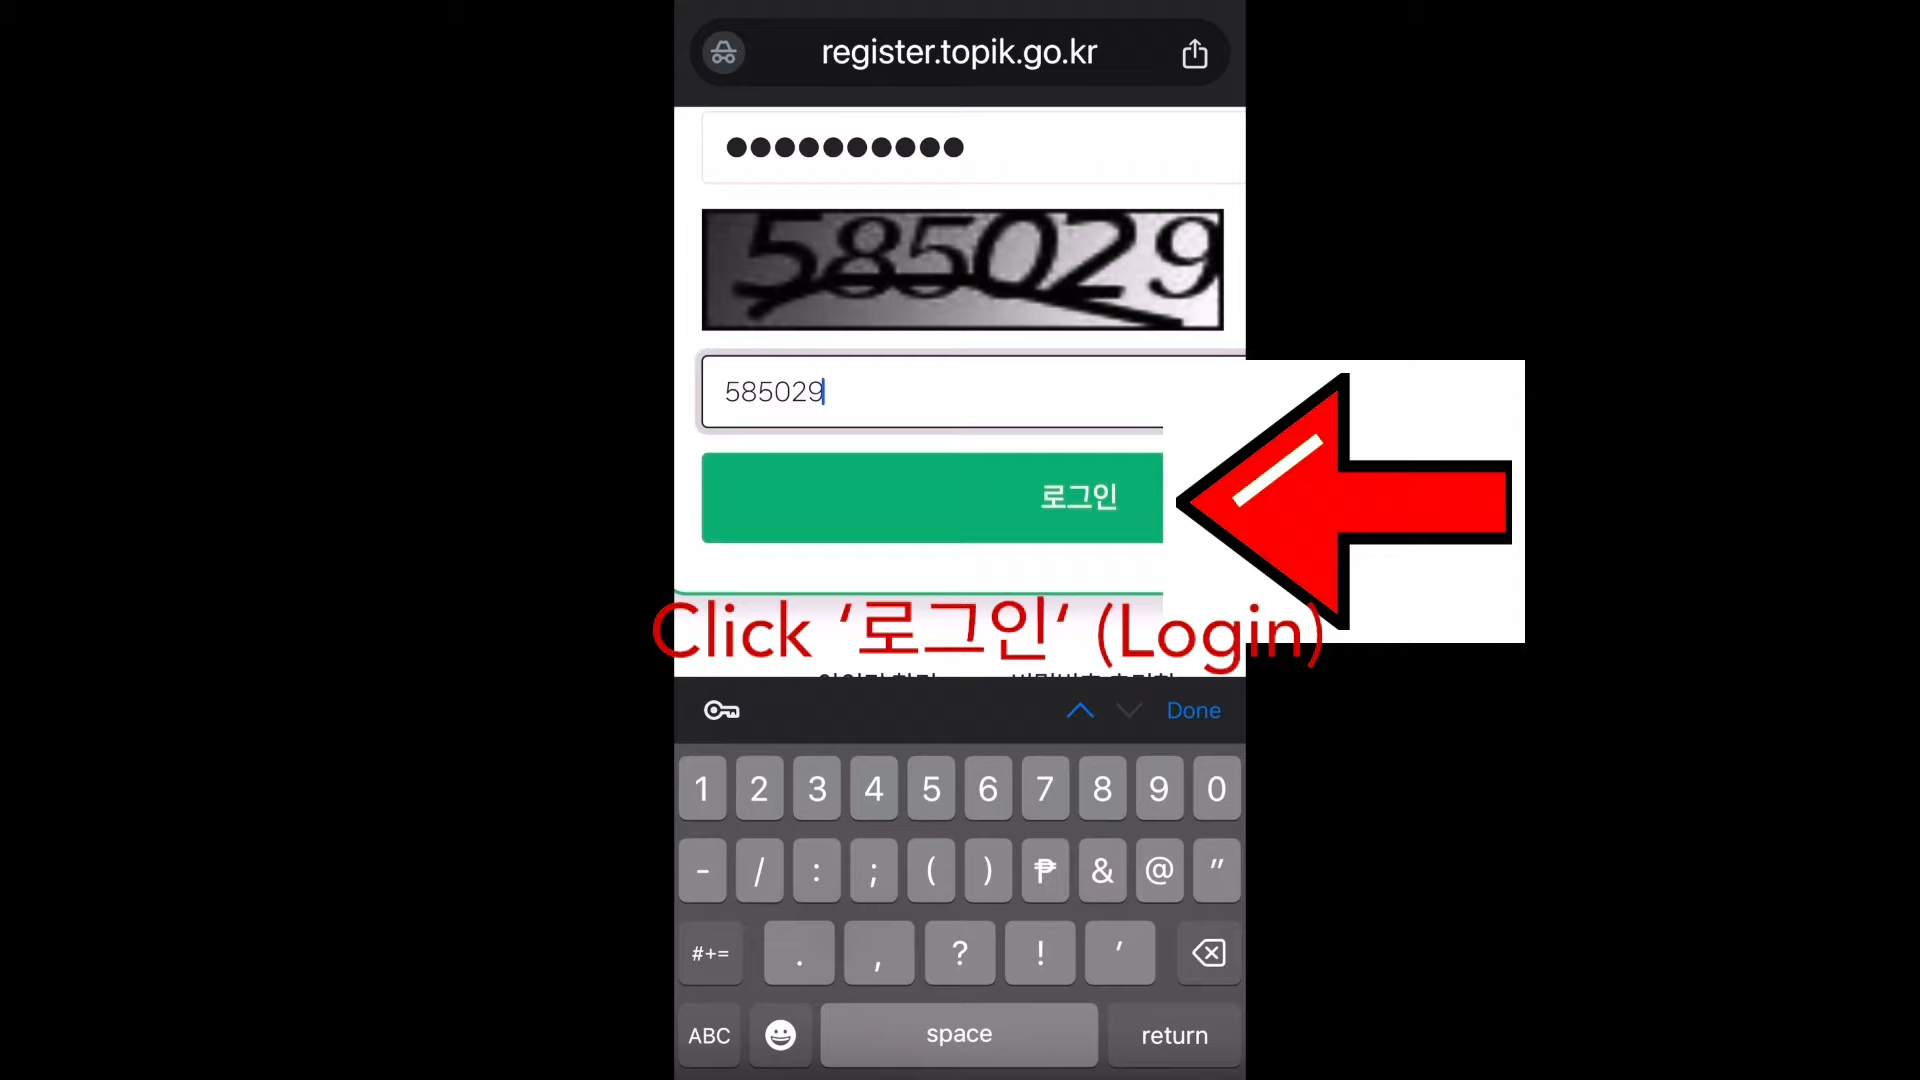 register.topik.go.kr
585029
585029
로그인
Click ‘로그인‘ (Login)
Done
1 2 3 4 5 6 7 8 9 0
- / : ; ( ) ₱ & @ "
#+= . , ? ! '
ABC space return